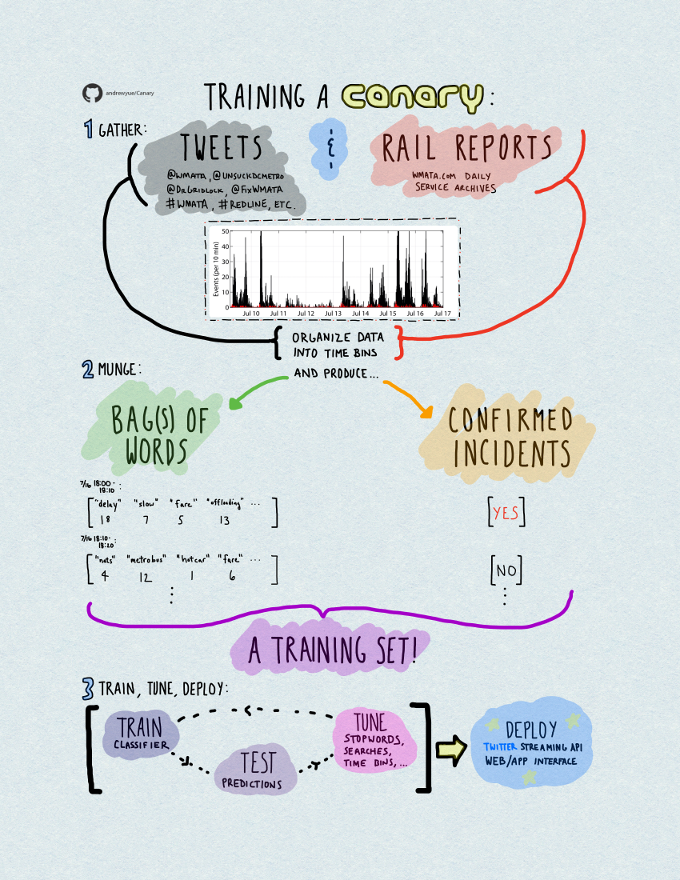 andrewyue/Canary
TRAINING A canary:
1 GATHER:
TWEETS
@WMATA, @UNSUCKDCMETRO
@DRGRIDLOCK, @FIXWMATA
#WMATA, #REDLINE, ETC.
&
RAIL REPORTS
WMATA.COM DAILY
SERVICE ARCHIVES
Events (per 10 min)
50
40
30
20
10
0
Jul 10 Jul 11 Jul 12 Jul 13 Jul 14 Jul 15 Jul 16 Jul 17
ORGANIZE DATA
INTO TIME BINS
AND PRODUCE...
2 MUNGE:
BAG(S) OF
WORDS
CONFIRMED
INCIDENTS
7/16 18:00-
18:10 :
"delay" "slow" "fare" "offloading" ...
18 7 5 13
[YES]
7/16 18:10-
18:20 :
"nats" "metrobus" "hotcar" "fare" ...
4 12 1 6
[NO]
A TRAINING SET!
3 TRAIN, TUNE, DEPLOY:
TRAIN
CLASSIFIER
TEST
PREDICTIONS
TUNE
STOPWORDS,
SEARCHES,
TIME BINS, ...
DEPLOY
TWITTER STREAMING API
WEB/APP INTERFACE